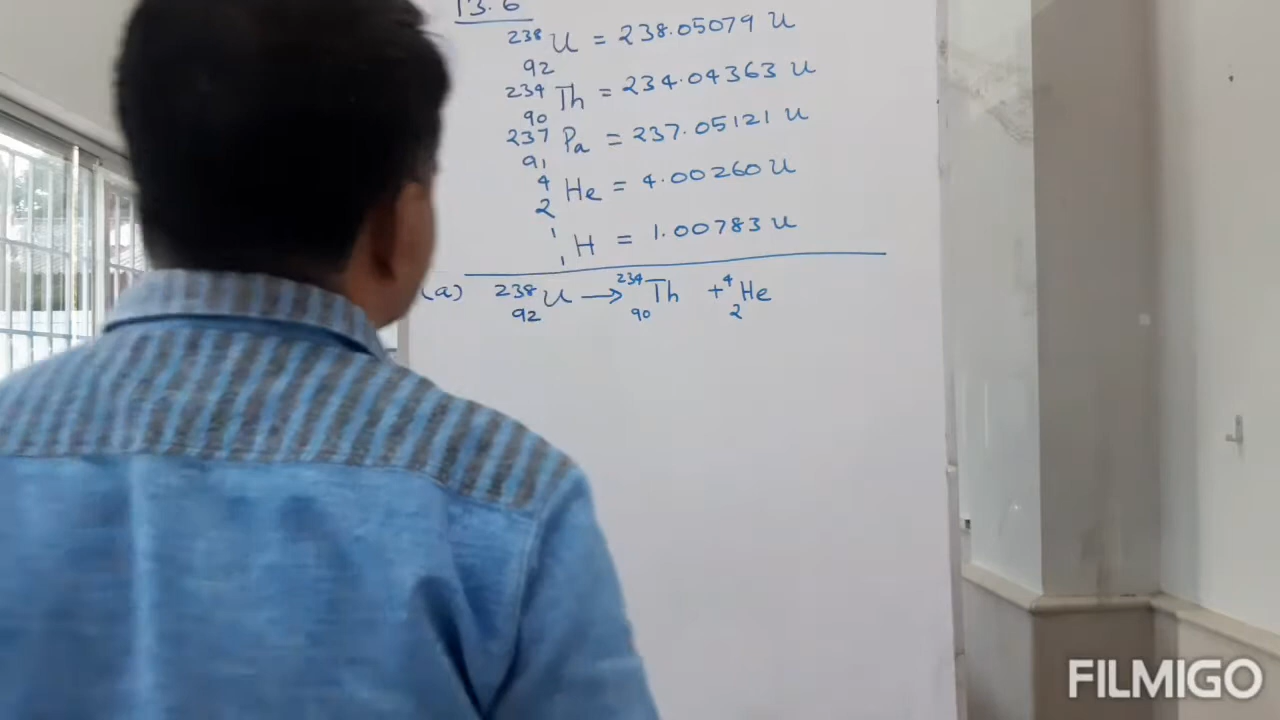 13.6
²³⁸₉₂U = 238.05079 u
²³⁴₉₀Th = 234.04363 u
²³⁷₉₁Pa = 237.05121 u
⁴₂He = 4.00260 u
¹₁H = 1.00783 u
(a) ²³⁸₉₂U → ²³⁴₉₀Th + ⁴₂He
FILMIGO